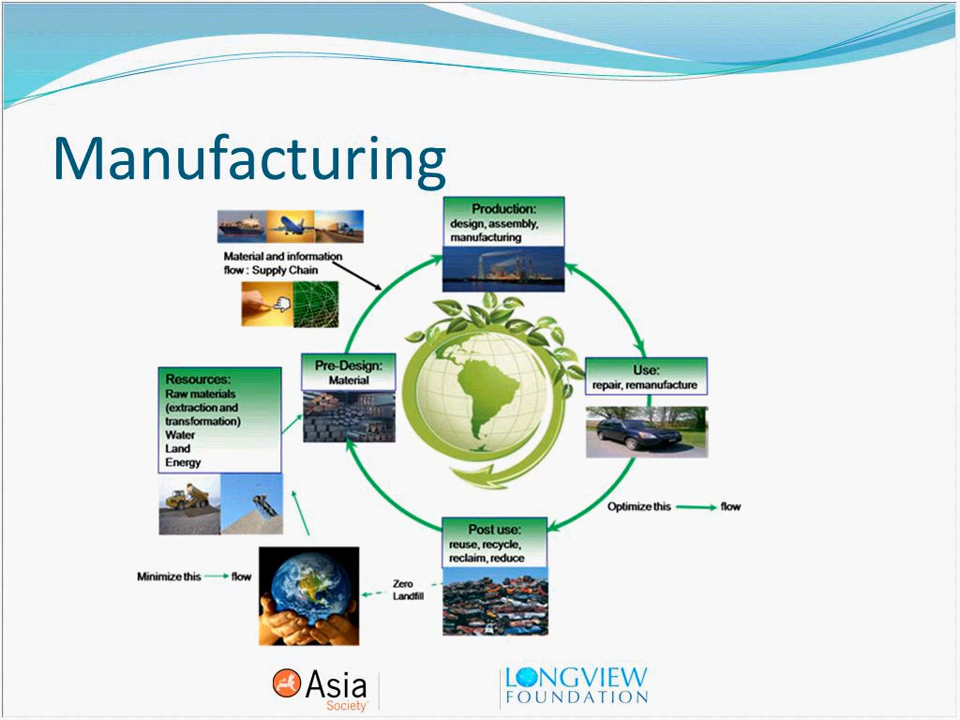 Manufacturing
Production:
design, assembly,
manufacturing
Material and information
flow : Supply Chain
Pre-Design:
Material
Use:
repair, remanufacture
Resources:
Raw materials
(extraction and
transformation)
Water
Land
Energy
Optimize this flow
Post use:
reuse, recycle,
reclaim, reduce
Minimize this flow
Zero
Landfill
Asia
Society
LONGVIEW
FOUNDATION